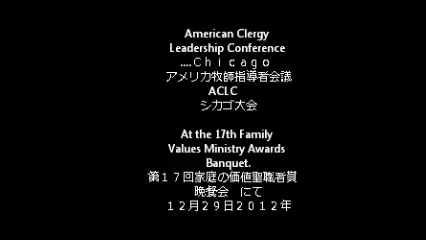 American Clergy
Leadership Conference
....Ｃｈｉｃａｇｏ
アメリカ牧師指導者会議
ACLC
シカゴ大会
At the 17th Family
Values Ministry Awards
Banquet.
第１７回家庭の価値聖職者賞
晩餐会　にて
１２月２９日２０１２年